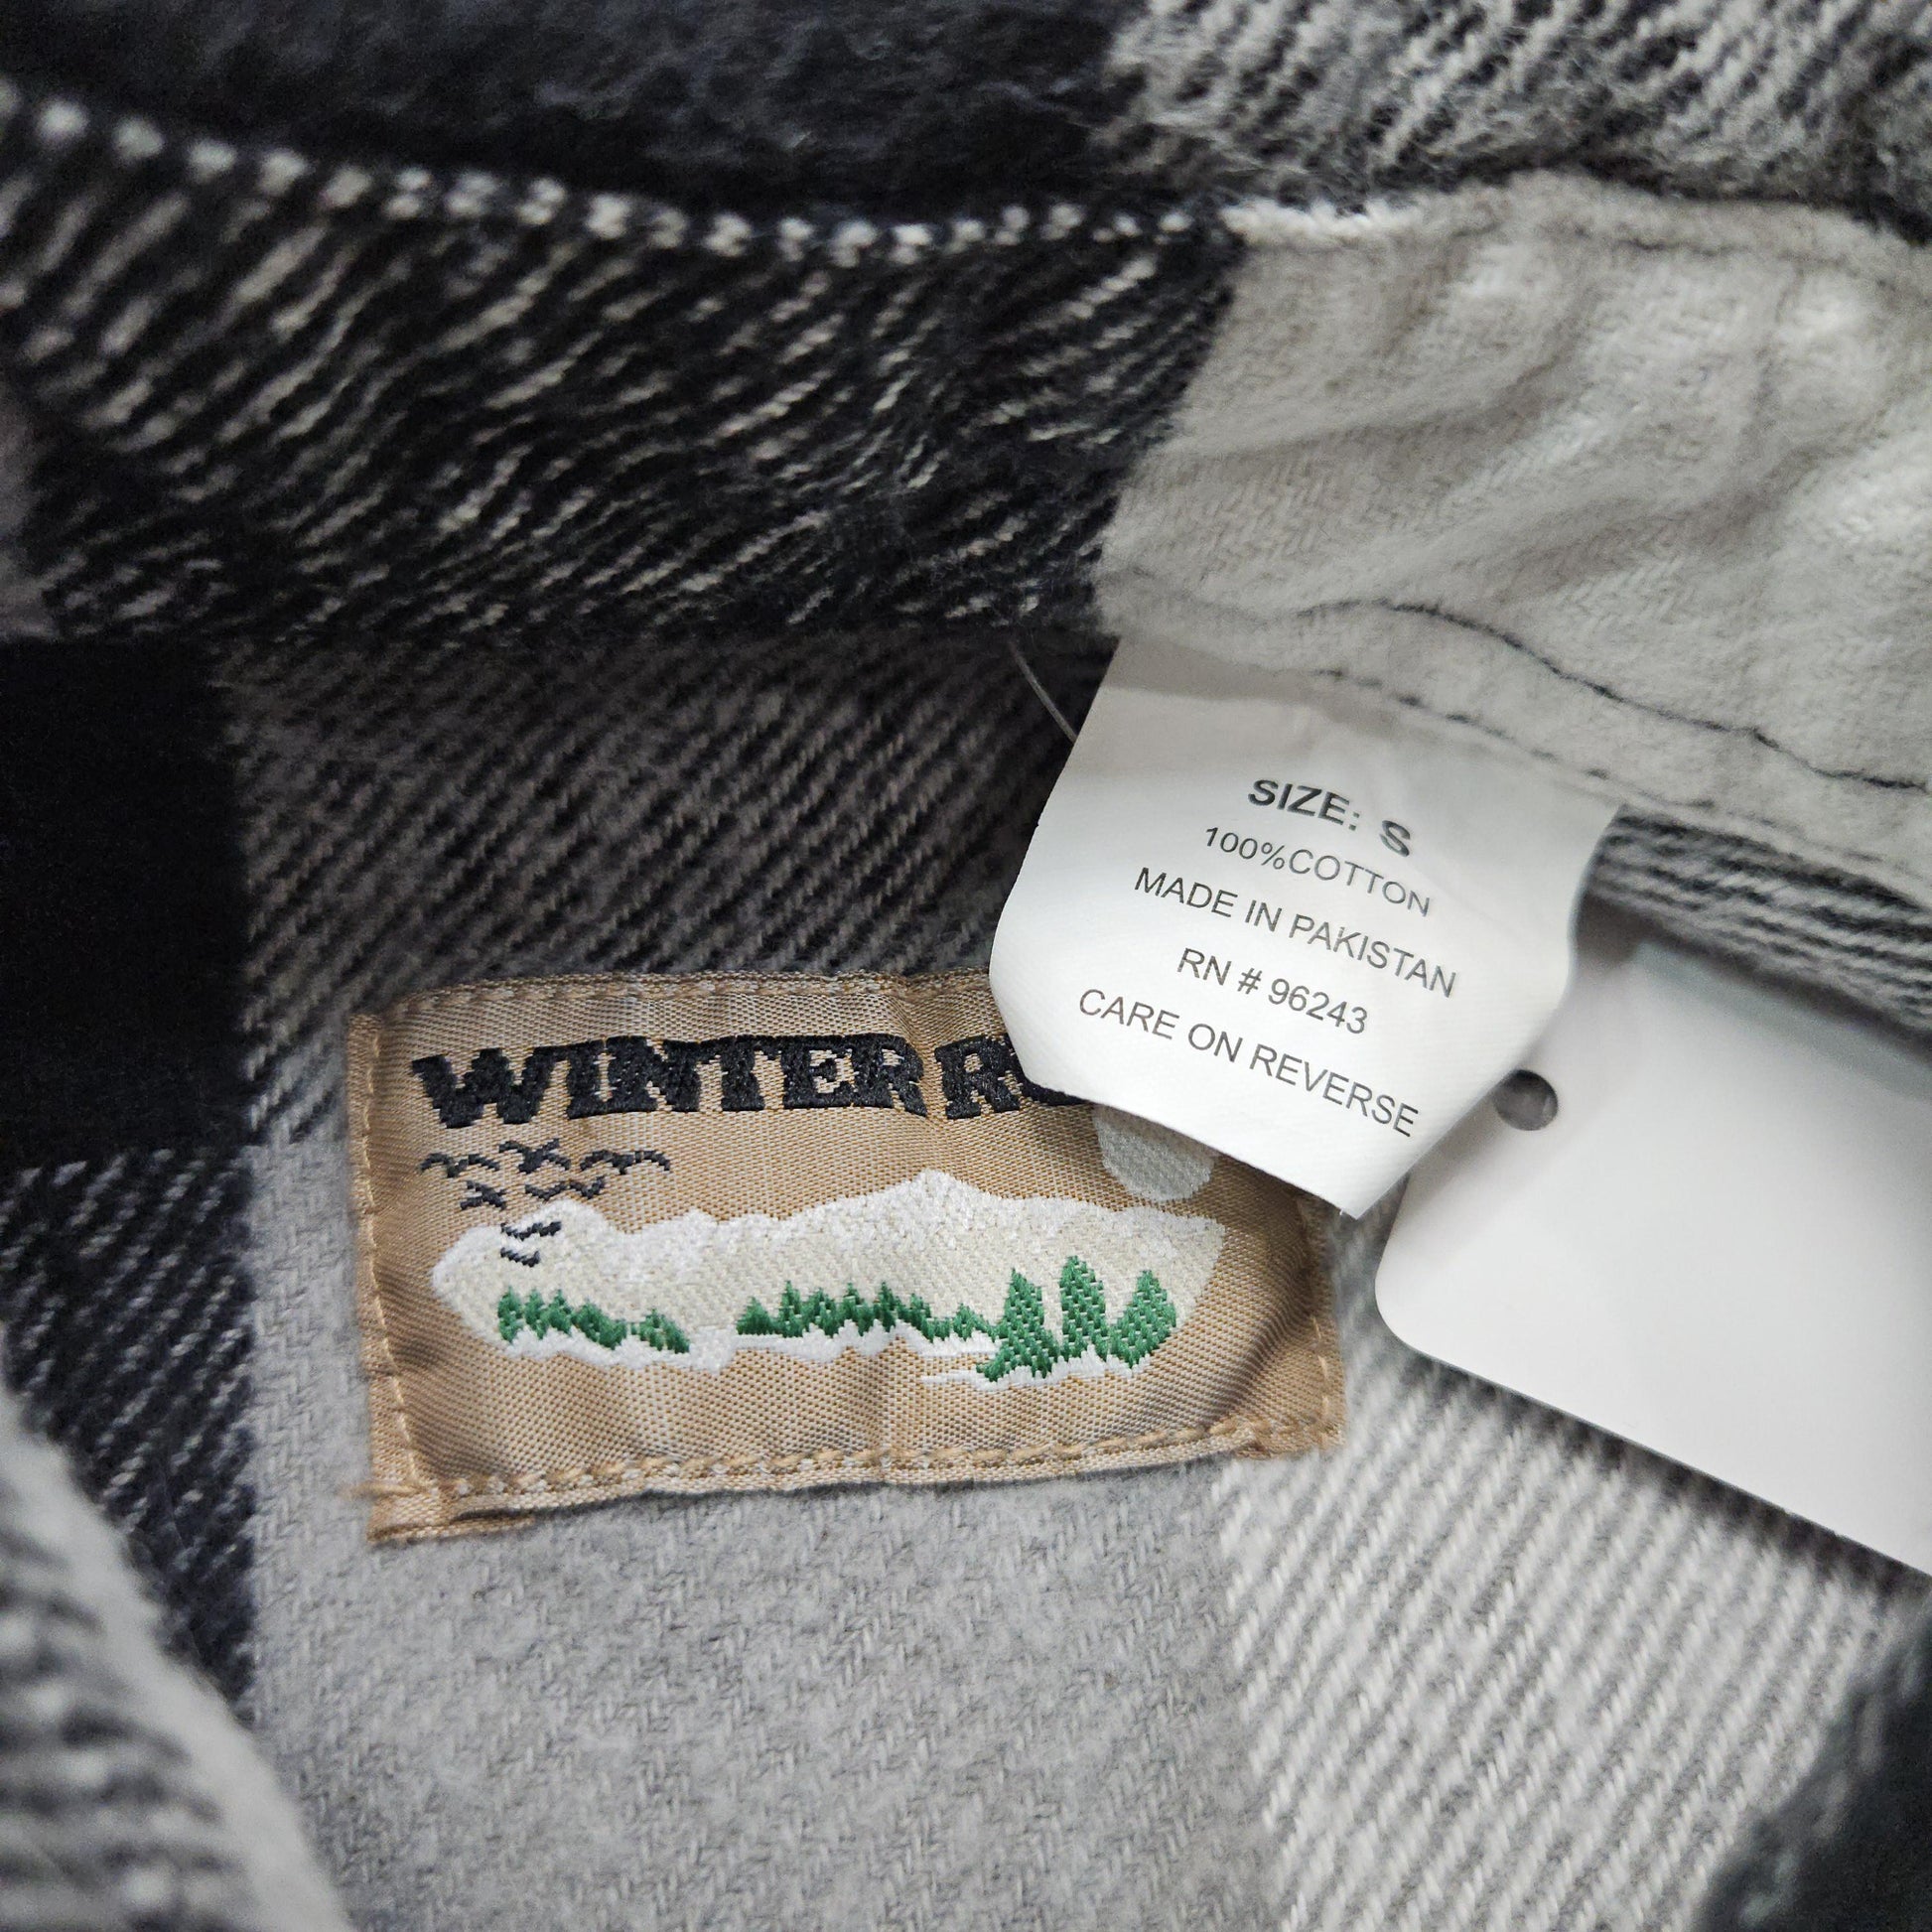 SIZE: S
100%COTTON
MADE IN PAKISTAN
RN # 96243
CARE ON REVERSE
WINTER